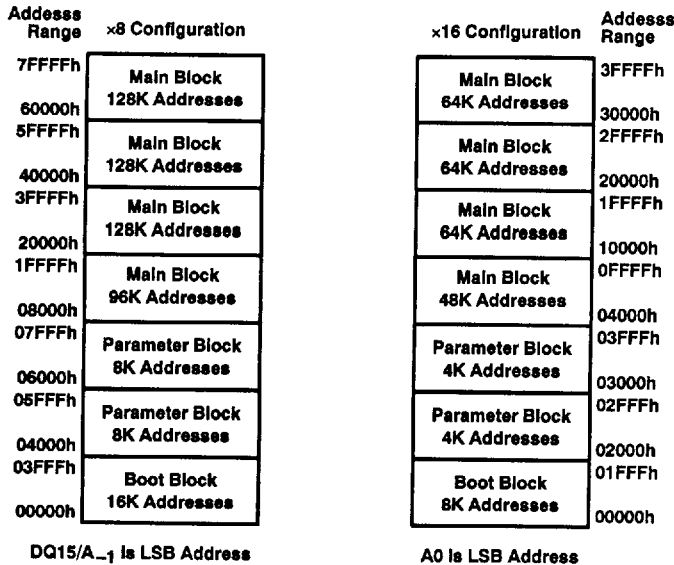 Addesss
Range
×8 Configuration
7FFFFh
Main Block
128K Addresses
60000h
5FFFFh
Main Block
128K Addresses
40000h
3FFFFh
Main Block
128K Addresses
20000h
1FFFFh
Main Block
96K Addresses
08000h
07FFFh
Parameter Block
8K Addresses
06000h
05FFFh
Parameter Block
8K Addresses
04000h
03FFFh
Boot Block
16K Addresses
00000h
DQ15/A–1 Is LSB Address
×16 Configuration
Addesss
Range
Main Block
64K Addresses
3FFFFh
30000h
Main Block
64K Addresses
2FFFFh
20000h
Main Block
64K Addresses
1FFFFh
10000h
Main Block
48K Addresses
0FFFFh
04000h
Parameter Block
4K Addresses
03FFFh
03000h
Parameter Block
4K Addresses
02FFFh
02000h
Boot Block
8K Addresses
01FFFh
00000h
A0 Is LSB Address